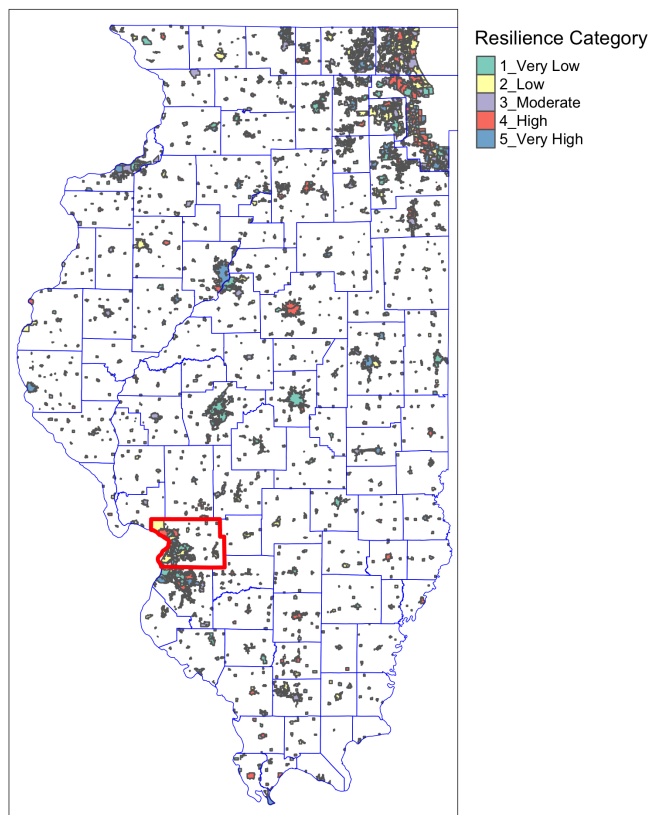 Resilience Category
1_Very Low
2_Low
3_Moderate
4_High
5_Very High